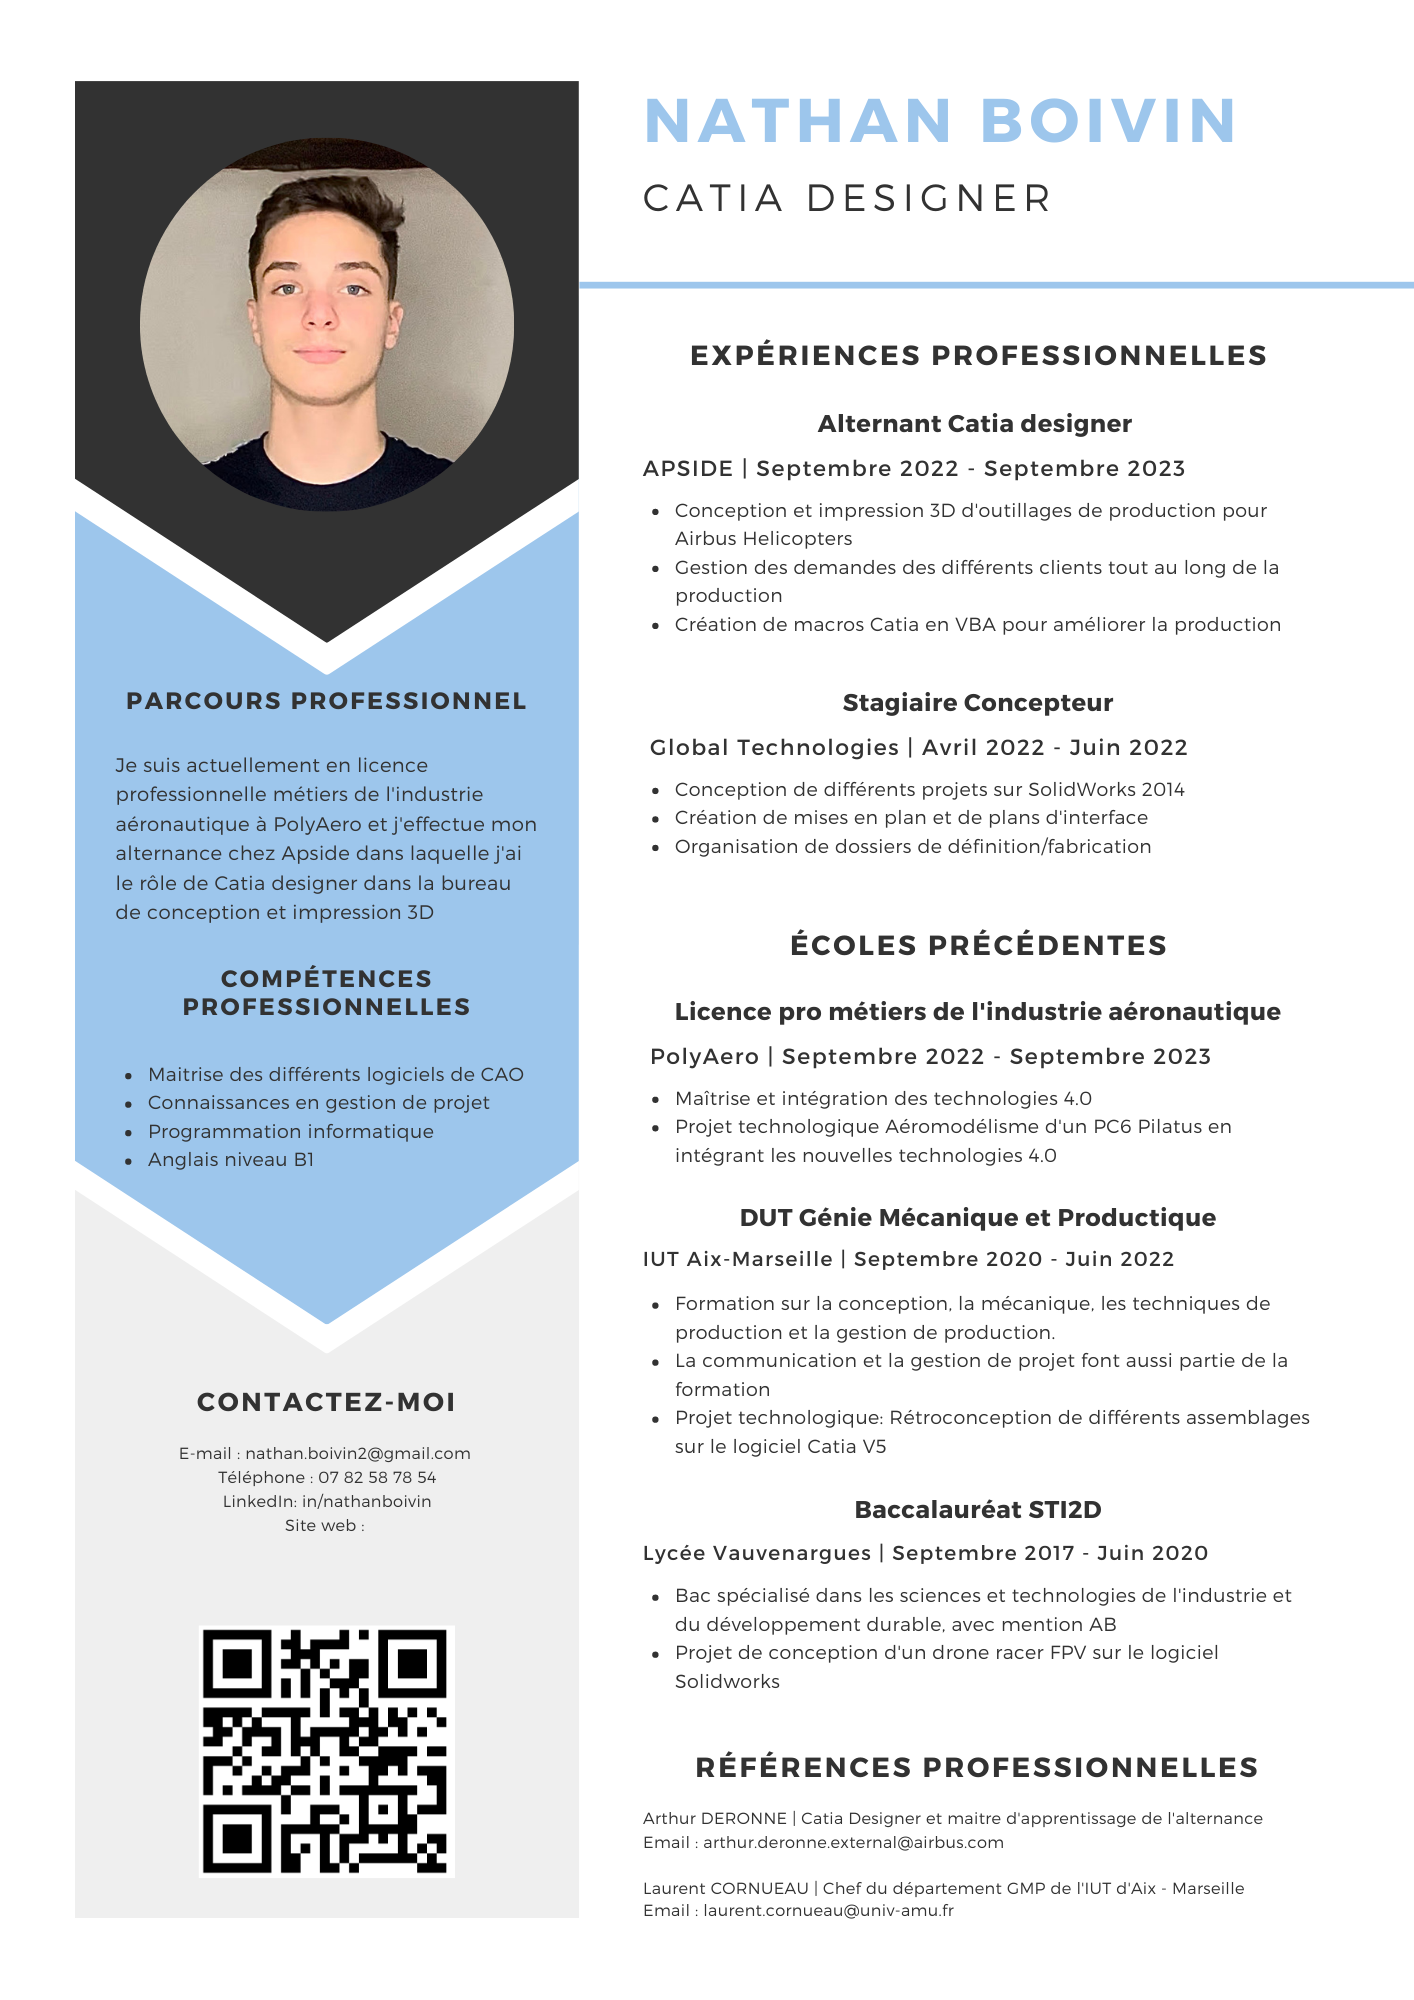 NATHAN BOIVIN
CATIA DESIGNER
PARCOURS PROFESSIONNEL
Je suis actuellement en licence
professionnelle métiers de l'industrie
aéronautique à PolyAero et j'effectue mon
alternance chez Apside dans laquelle j'ai
le rôle de Catia designer dans la bureau
de conception et impression 3D
COMPÉTENCES
PROFESSIONNELLES
• Maitrise des différents logiciels de CAO
• Connaissances en gestion de projet
• Programmation informatique
• Anglais niveau B1
CONTACTEZ-MOI
E-mail : nathan.boivin2@gmail.com
Téléphone : 07 82 58 78 54
LinkedIn: in/nathanboivin
Site web :
EXPÉRIENCES PROFESSIONNELLES
Alternant Catia designer
APSIDE | Septembre 2022 - Septembre 2023
• Conception et impression 3D d'outillages de production pour
Airbus Helicopters
• Gestion des demandes des différents clients tout au long de la
production
• Création de macros Catia en VBA pour améliorer la production
Stagiaire Concepteur
Global Technologies | Avril 2022 - Juin 2022
• Conception de différents projets sur SolidWorks 2014
• Création de mises en plan et de plans d'interface
• Organisation de dossiers de définition/fabrication
ÉCOLES PRÉCÉDENTES
Licence pro métiers de l'industrie aéronautique
PolyAero | Septembre 2022 - Septembre 2023
• Maîtrise et intégration des technologies 4.0
• Projet technologique Aéromodélisme d'un PC6 Pilatus en
intégrant les nouvelles technologies 4.0
DUT Génie Mécanique et Productique
IUT Aix-Marseille | Septembre 2020 - Juin 2022
• Formation sur la conception, la mécanique, les techniques de
production et la gestion de production.
• La communication et la gestion de projet font aussi partie de la
formation
• Projet technologique: Rétroconception de différents assemblages
sur le logiciel Catia V5
Baccalauréat STI2D
Lycée Vauvenargues | Septembre 2017 - Juin 2020
• Bac spécialisé dans les sciences et technologies de l'industrie et
du développement durable, avec mention AB
• Projet de conception d'un drone racer FPV sur le logiciel
Solidworks
RÉFÉRENCES PROFESSIONNELLES
Arthur DERONNE | Catia Designer et maitre d'apprentissage de l'alternance
Email : arthur.deronne.external@airbus.com
Laurent CORNUEAU | Chef du département GMP de l'IUT d'Aix - Marseille
Email : laurent.cornueau@univ-amu.fr